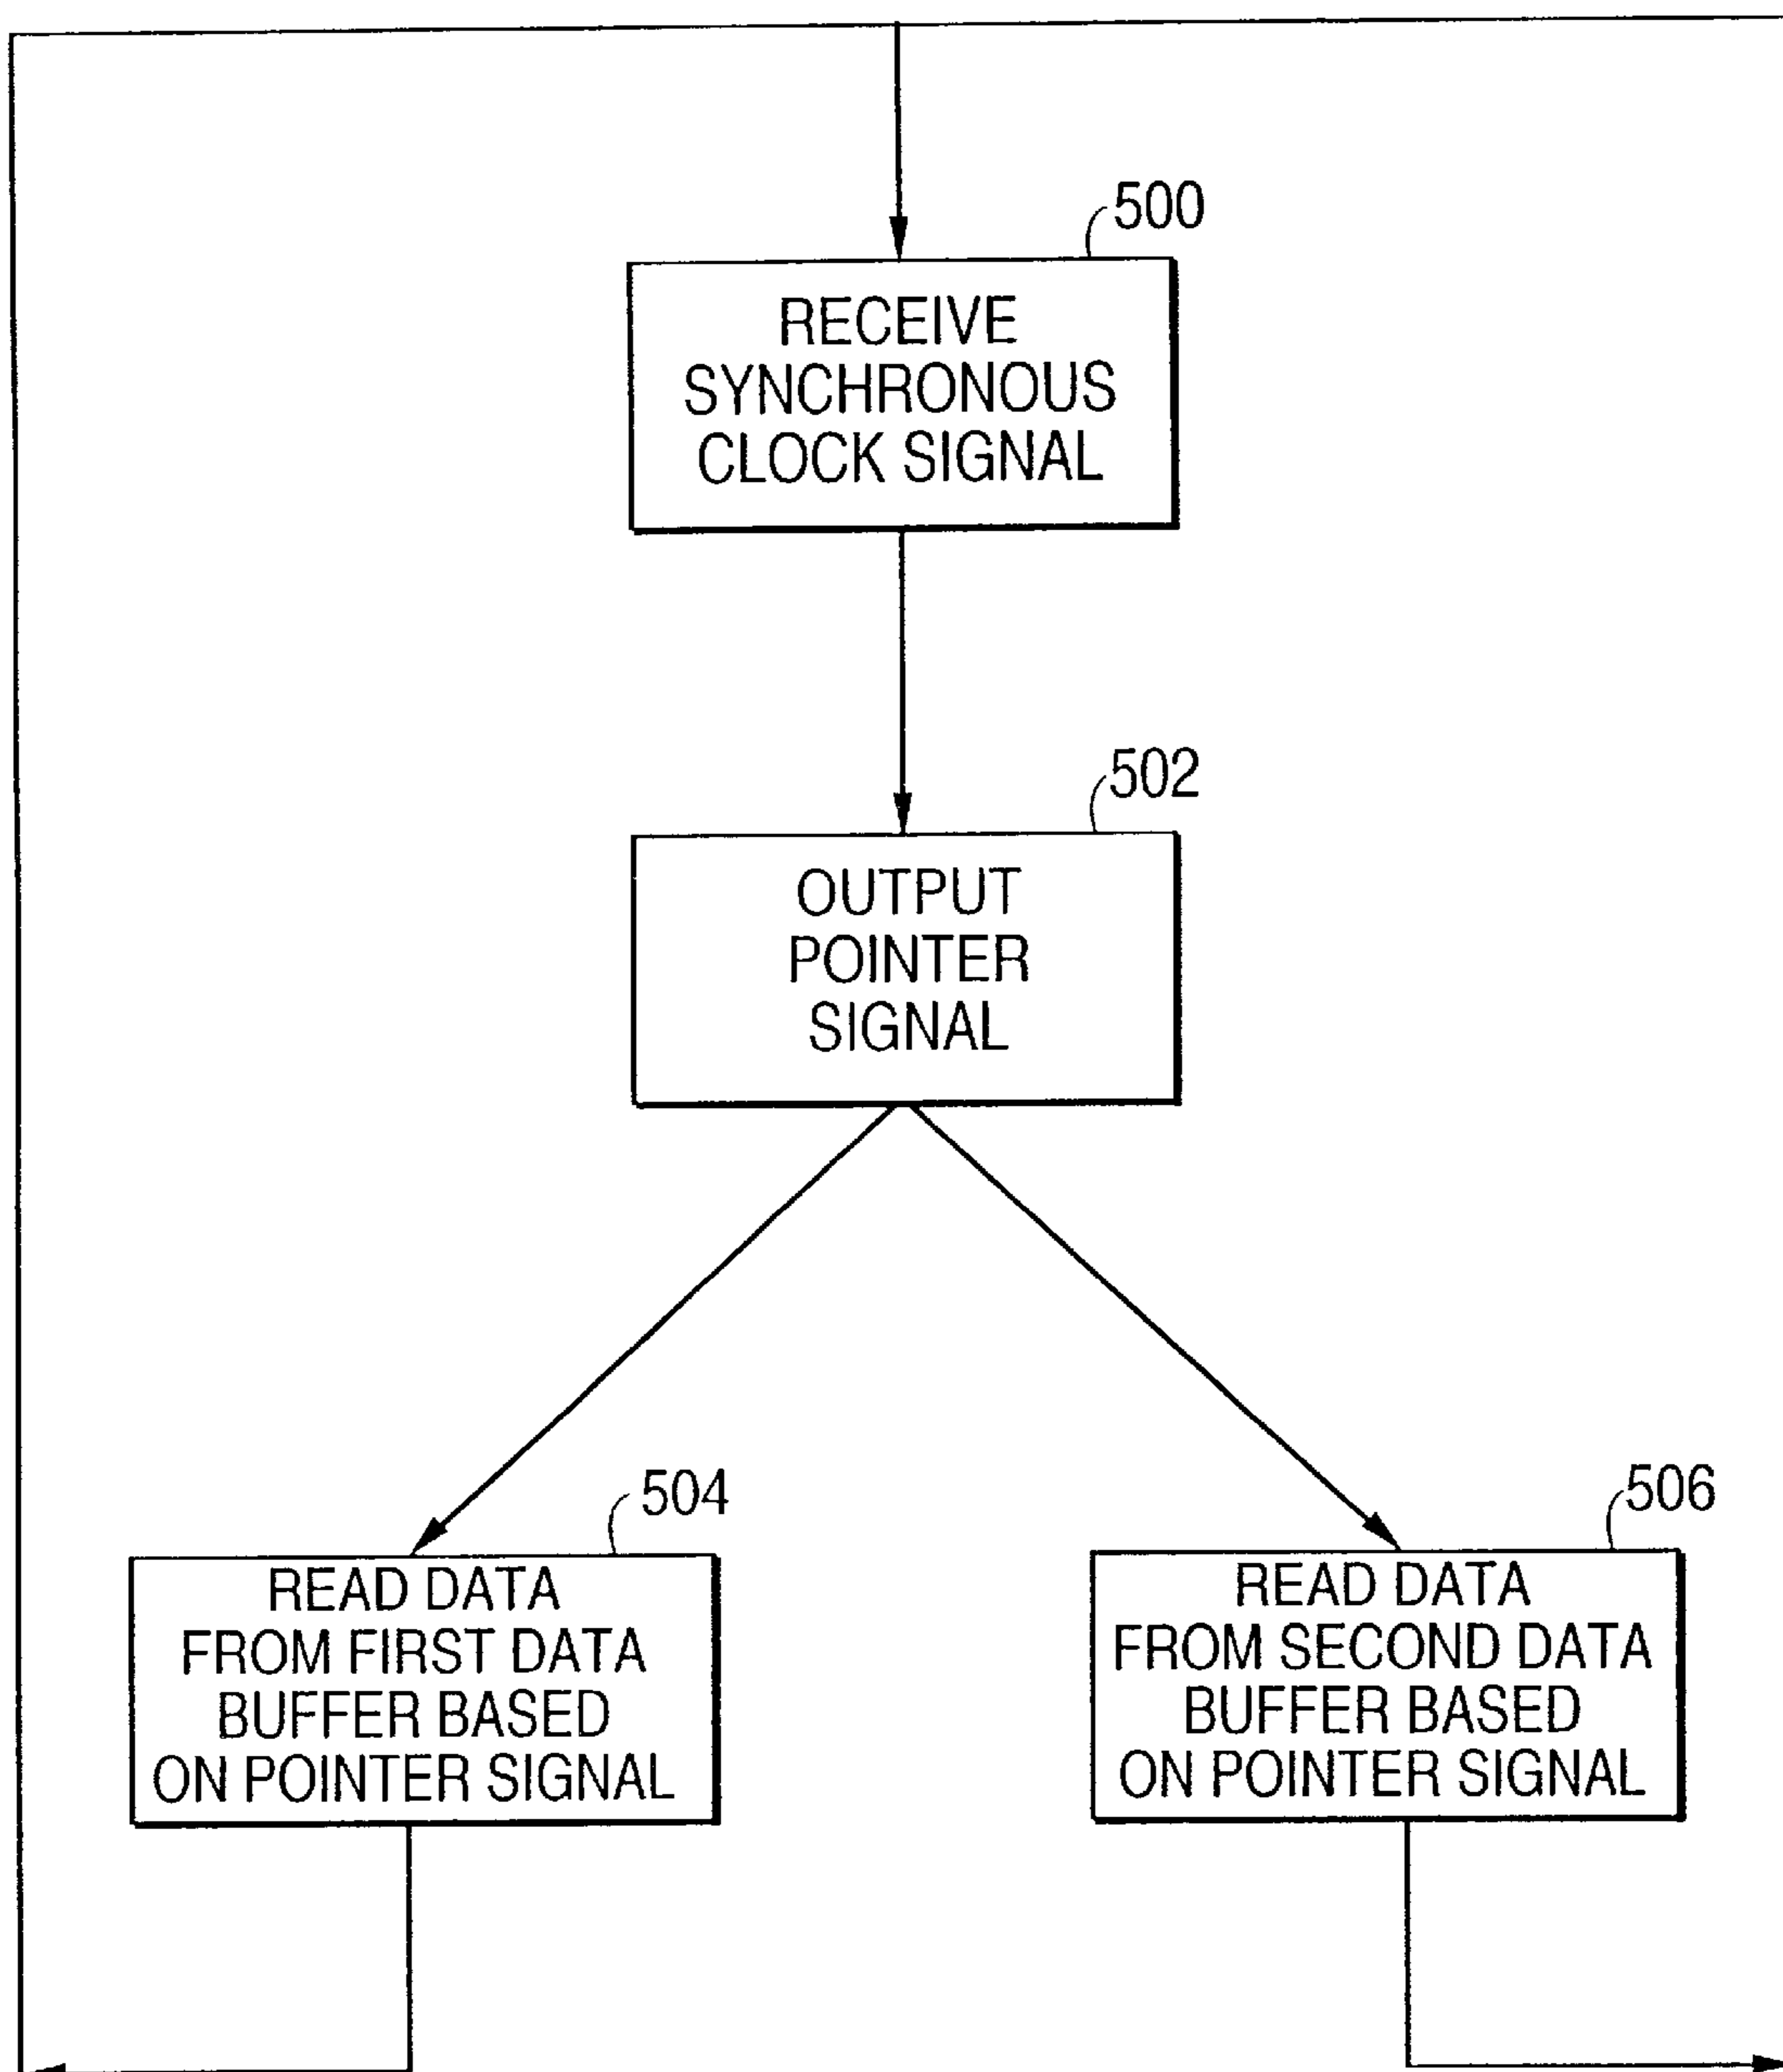 500
RECEIVE
SYNCHRONOUS
CLOCK SIGNAL
502
OUTPUT
POINTER
SIGNAL
504
READ DATA
FROM FIRST DATA
BUFFER BASED
ON POINTER SIGNAL
506
READ DATA
FROM SECOND DATA
BUFFER BASED
ON POINTER SIGNAL